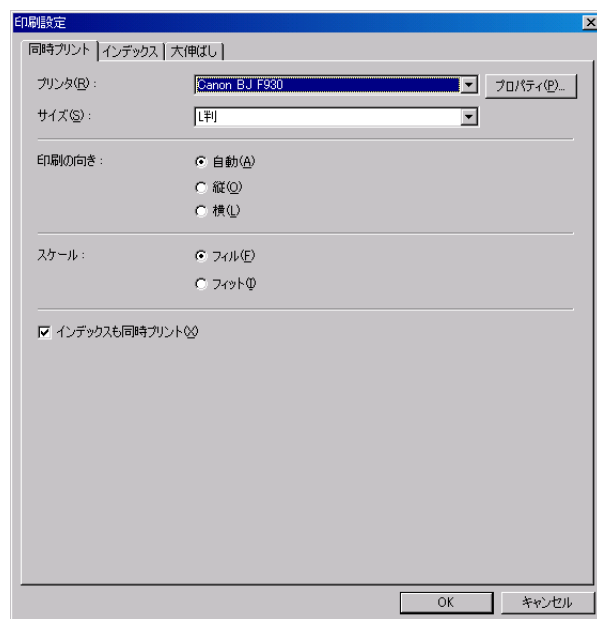 印刷設定
同時プリント インデックス 大伸ばし
プリンタ(R) : Canon BJ F930 プロパティ(P)...
サイズ(S) : L判
印刷の向き : 自動(A)
縦(O)
横(L)
スケール : フィル(F)
フィット(I)
インデックスも同時プリント(X)
OK キャンセル